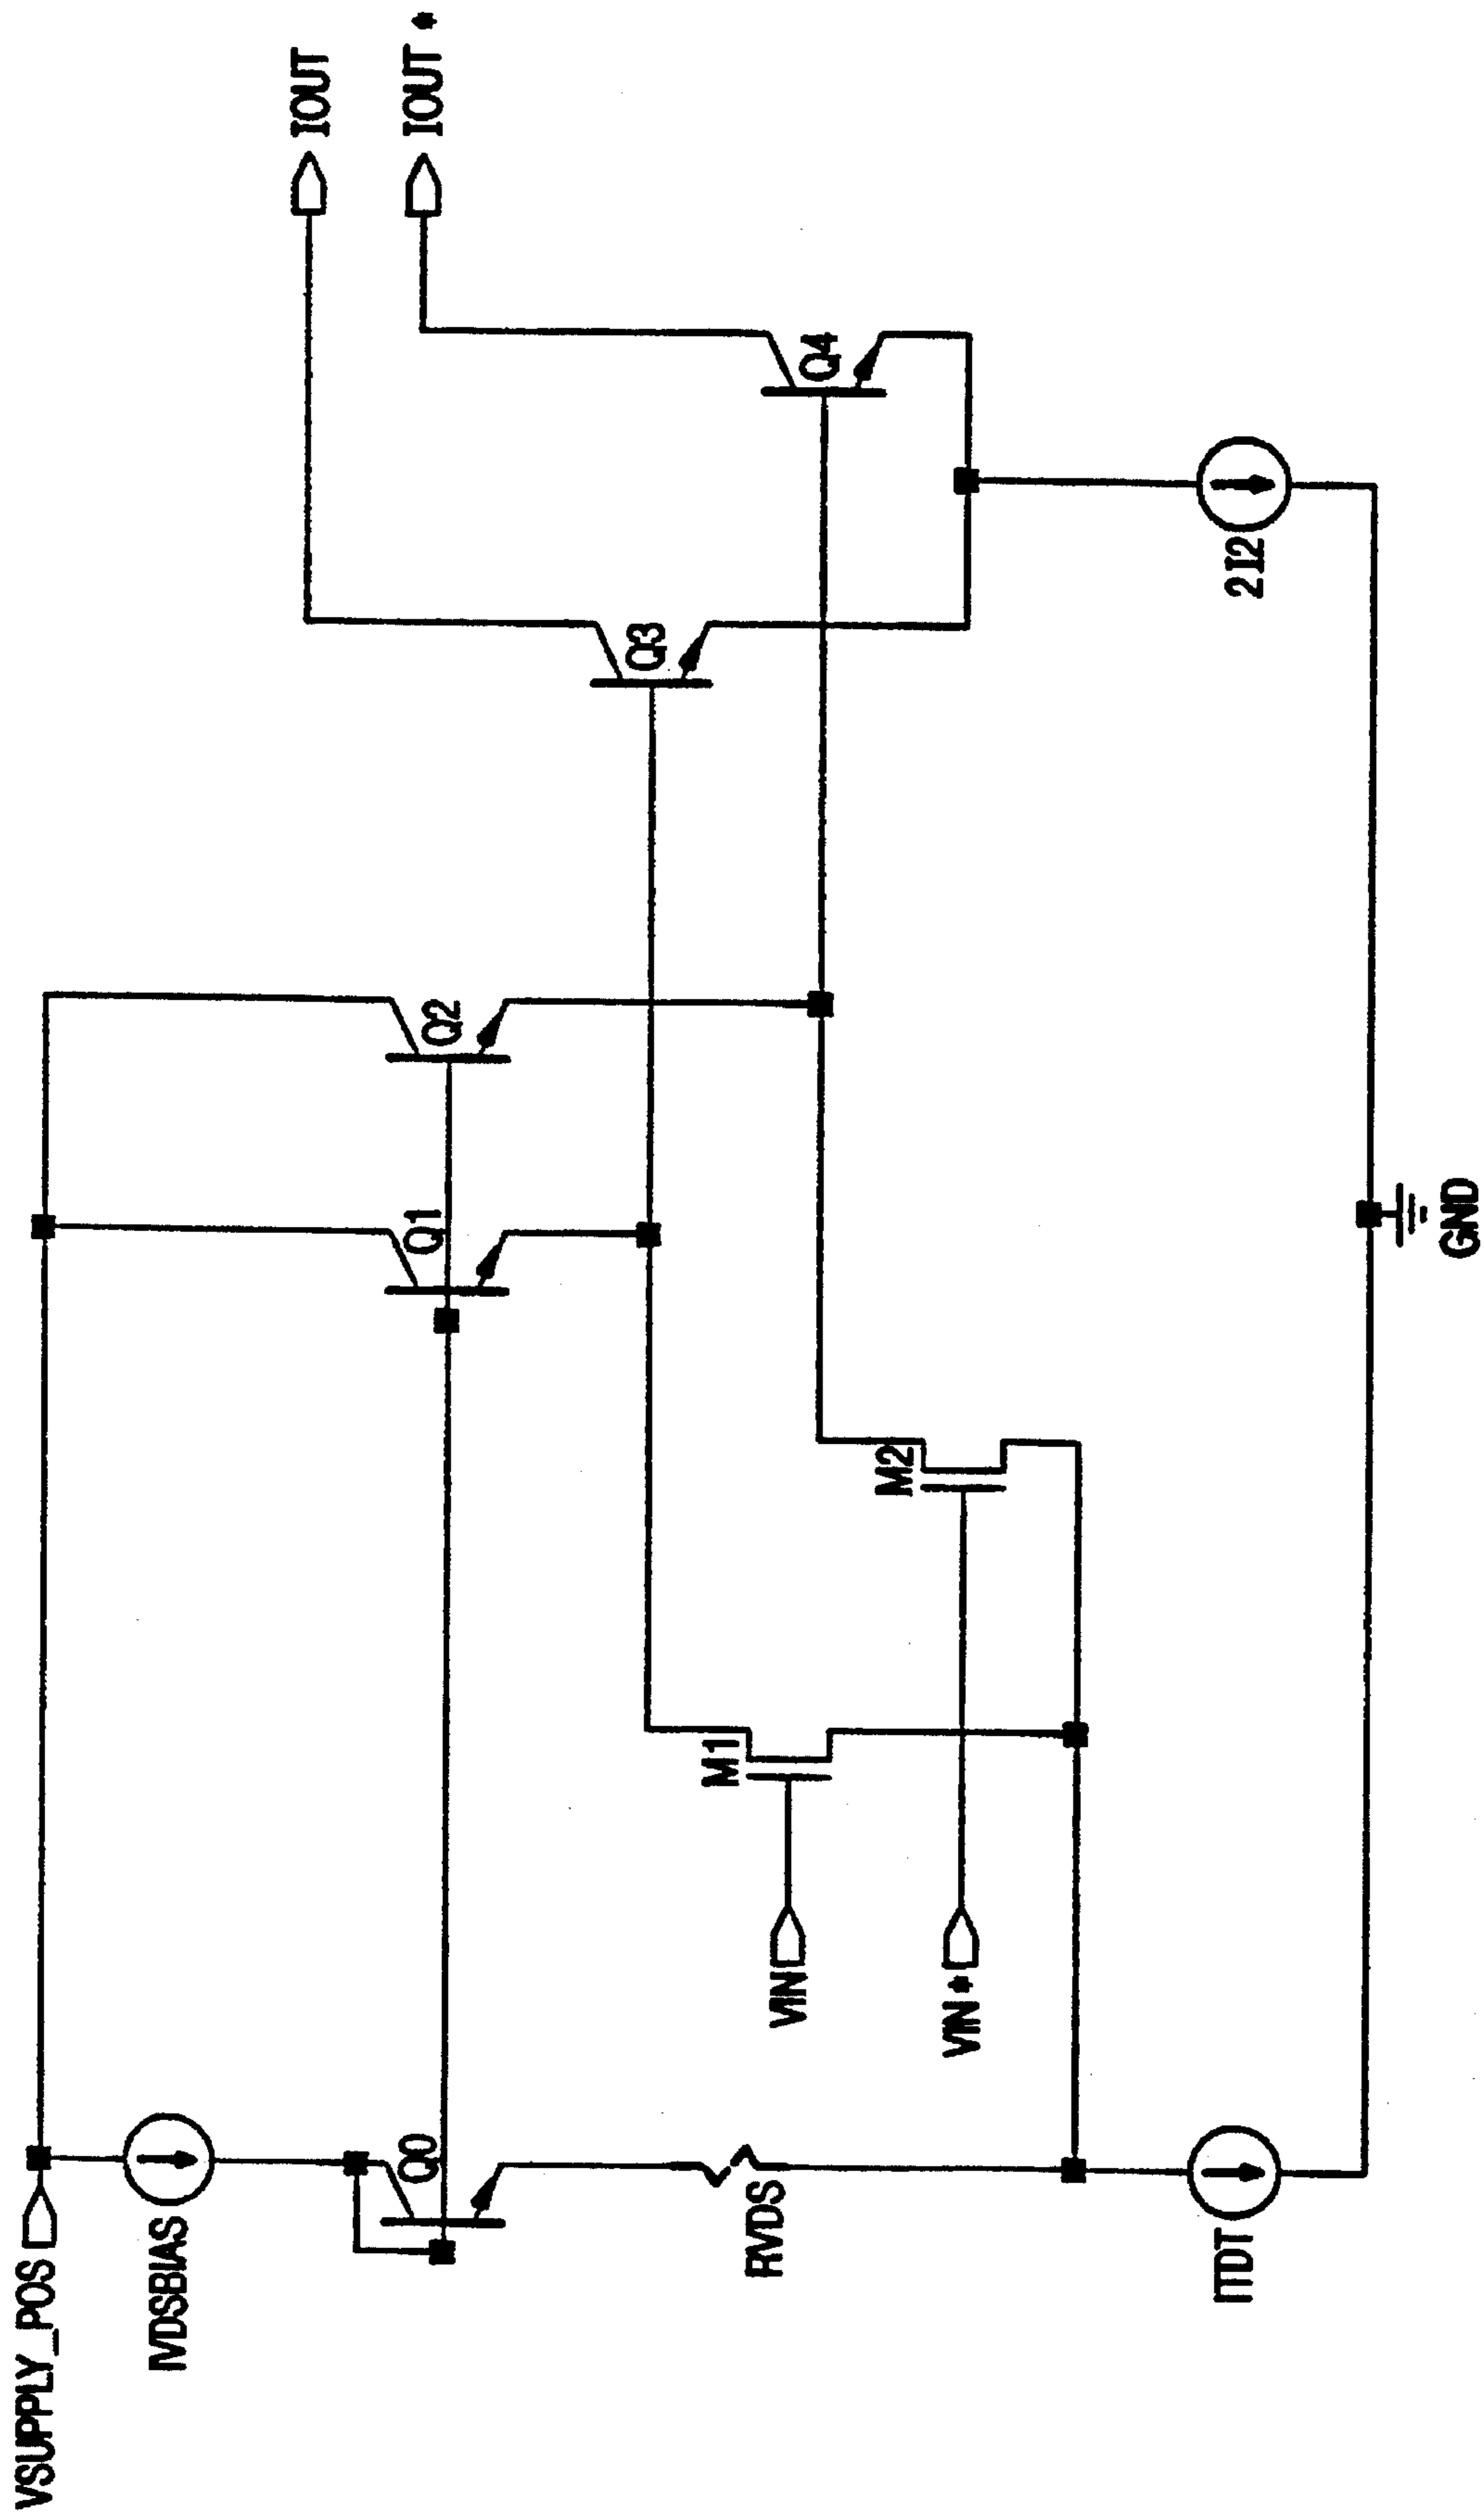 VSUPPLY_POS
IVDSBIAS
Q0
RVDS
ITDT
VIN
VIN*
M1
M2
Q1
Q2
Q3
Q4
2I2
GND
IOUT
IOUT*